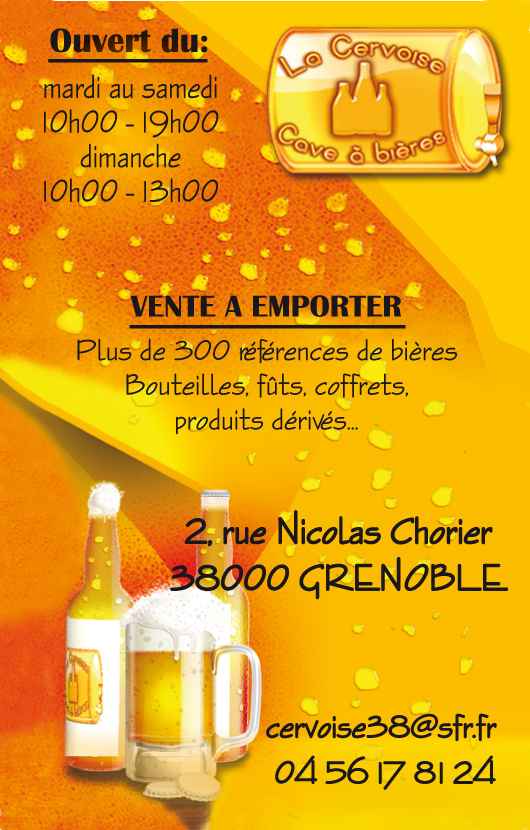 Ouvert du:
mardi au samedi
10h00 - 19h00
dimanche
10h00 - 13h00
La Cervoise
Cave à bières
VENTE A EMPORTER
Plus de 300 références de bières
Bouteilles, fûts, coffrets,
produits dérivés...
2, rue Nicolas Chorier
38000 GRENOBLE
cervoise38@sfr.fr
04 56 17 81 24